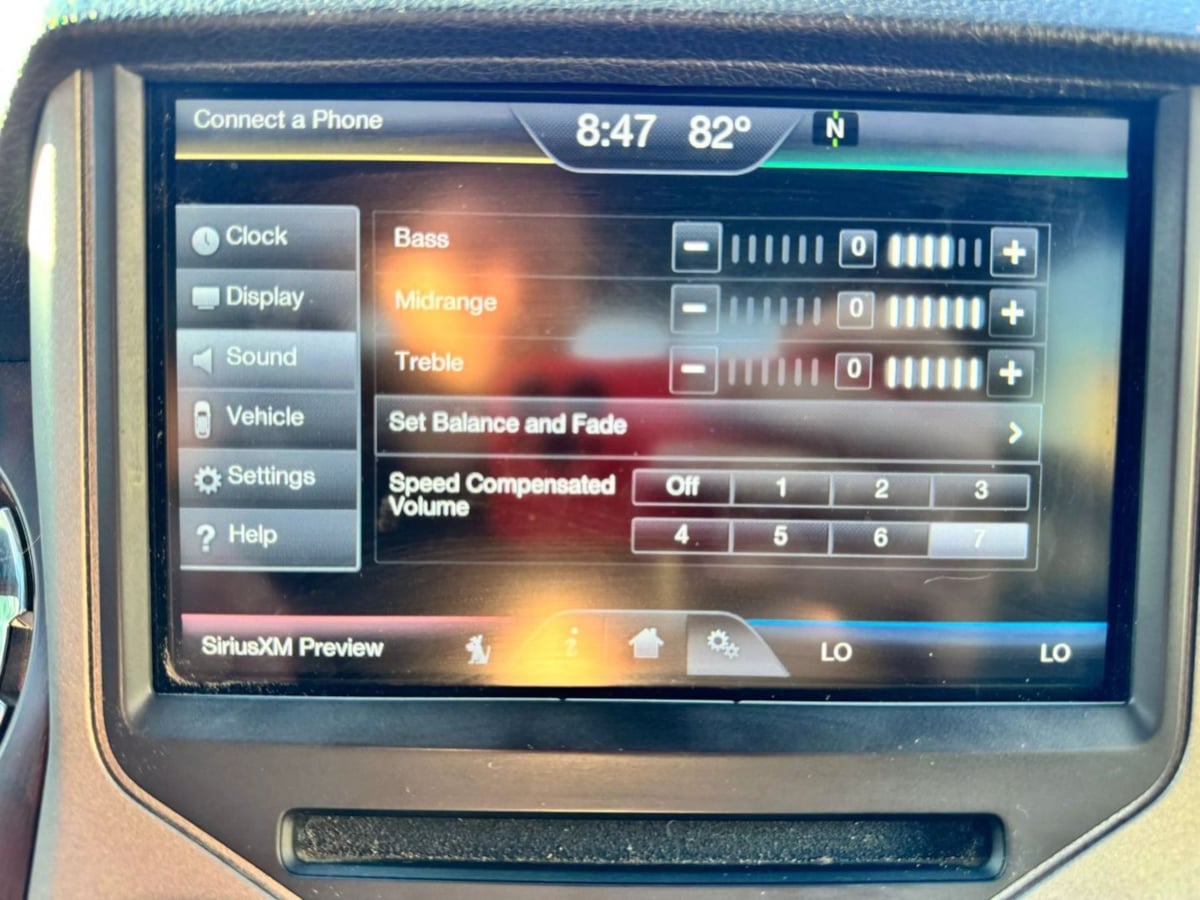 Connect a Phone
8:47 82° N
Clock
Display
Sound
Vehicle
Settings
? Help
Bass - 0 +
Midrange - 0 +
Treble - 0 +
Set Balance and Fade >
Speed Compensated
Volume
Off 1 2 3
4 5 6 7
SiriusXM Preview i LO LO